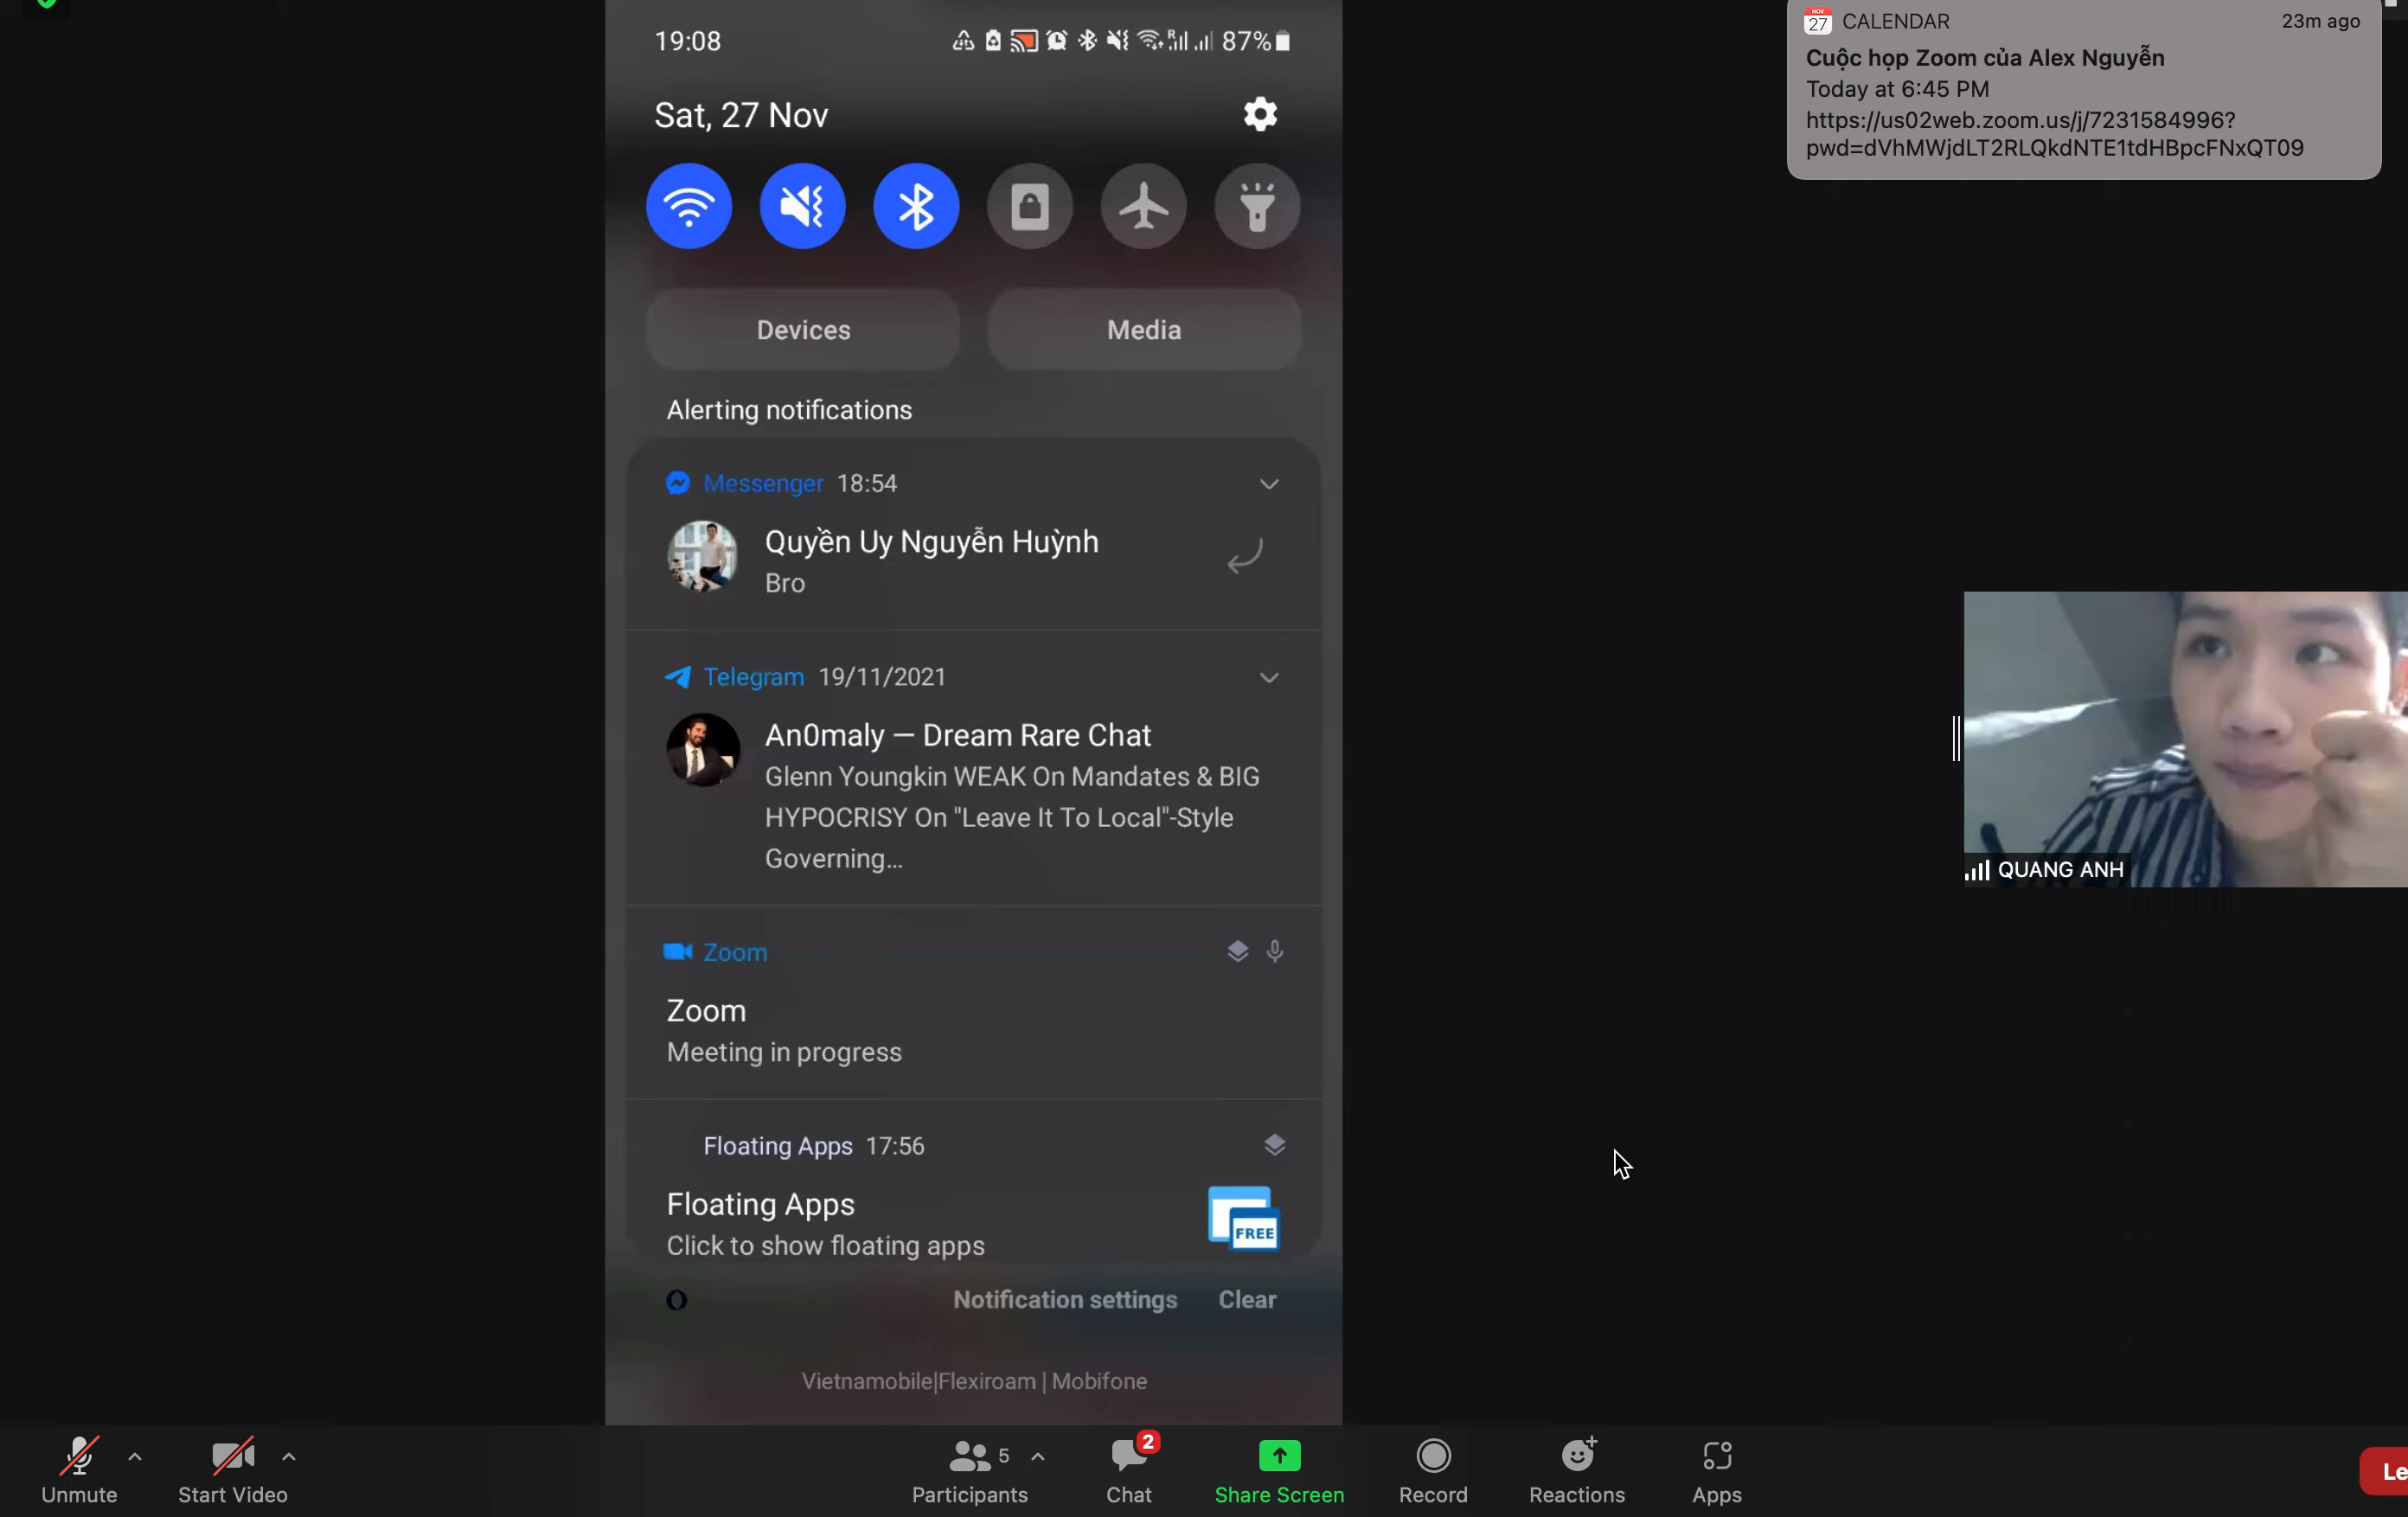 19:08
87%
Sat, 27 Nov
Devices
Media
Alerting notifications
Messenger 18:54
Quyền Uy Nguyễn Huỳnh
Bro
Telegram 19/11/2021
An0maly — Dream Rare Chat
Glenn Youngkin WEAK On Mandates & BIG
HYPOCRISY On "Leave It To Local"-Style
Governing...
Zoom
Zoom
Meeting in progress
Floating Apps 17:56
Floating Apps
Click to show floating apps
FREE
Notification settings
Clear
Vietnamobile|Flexiroam | Mobifone
NOV
27
CALENDAR
23m ago
Cuộc họp Zoom của Alex Nguyễn
Today at 6:45 PM
https://us02web.zoom.us/j/7231584996?
pwd=dVhMWjdLT2RLQkdNTE1tdHBpcFNxQT09
QUANG ANH
Unmute
Start Video
5
Participants
2
Chat
Share Screen
Record
Reactions
Apps
Le